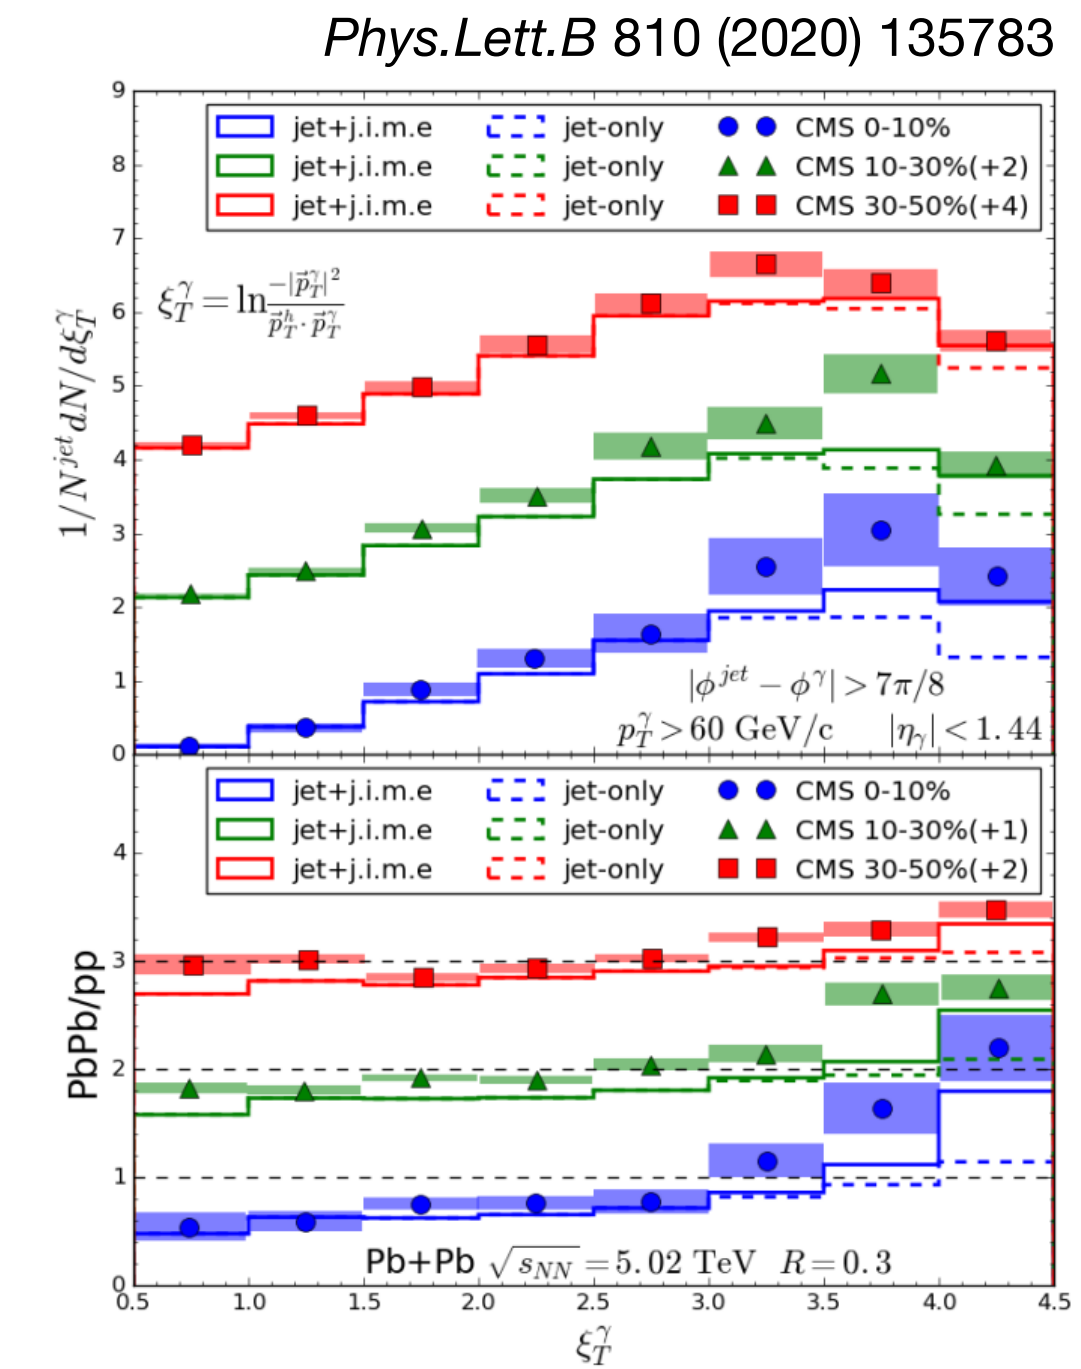 Phys.Lett.B 810 (2020) 135783
9
8
7
6
5
4
3
2
1
0
jet+j.i.m.e jet-only CMS 0-10%
jet+j.i.m.e jet-only CMS 10-30%(+2)
jet+j.i.m.e jet-only CMS 30-50%(+4)
ξ_T^γ = ln (−|p⃗_T^γ|² / p⃗_T^h · p⃗_T^γ)
1/N^{jet} dN/dξ_T^γ
|φ^{jet} − φ^γ| > 7π/8
p_T^γ > 60 GeV/c |η_γ| < 1.44
jet+j.i.m.e jet-only CMS 0-10%
jet+j.i.m.e jet-only CMS 10-30%(+1)
jet+j.i.m.e jet-only CMS 30-50%(+2)
4
3
2
1
0
PbPb/pp
Pb+Pb √s_{NN} = 5.02 TeV R = 0.3
0.5 1.0 1.5 2.0 2.5 3.0 3.5 4.0 4.5
ξ_T^γ